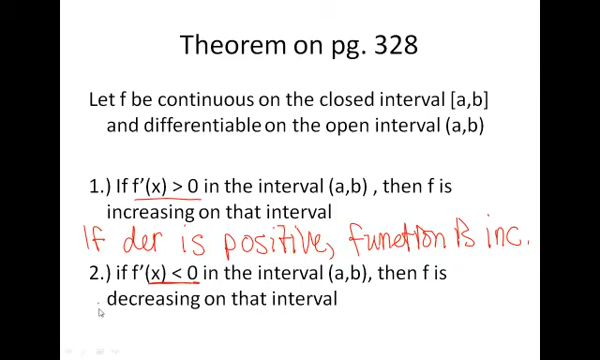 Theorem on pg. 328
Let f be continuous on the closed interval [a,b]
and differentiable on the open interval (a,b)
1.) If f'(x) > 0 in the interval (a,b) , then f is
increasing on that interval
If der is positive, function is inc.
2.) if f'(x) < 0 in the interval (a,b), then f is
decreasing on that interval